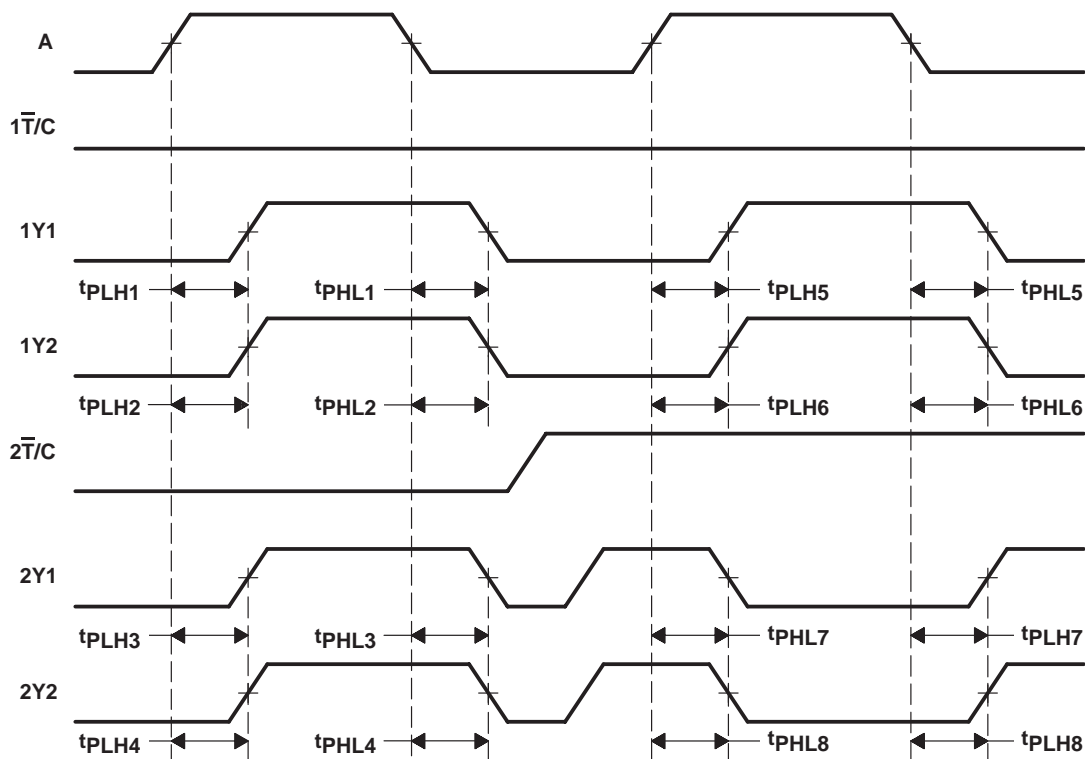 A
1T̅/C
1Y1
tPLH1 tPHL1 tPLH5 tPHL5
1Y2
tPLH2 tPHL2 tPLH6 tPHL6
2T̅/C
2Y1
tPLH3 tPHL3 tPHL7 tPLH7
2Y2
tPLH4 tPHL4 tPHL8 tPLH8